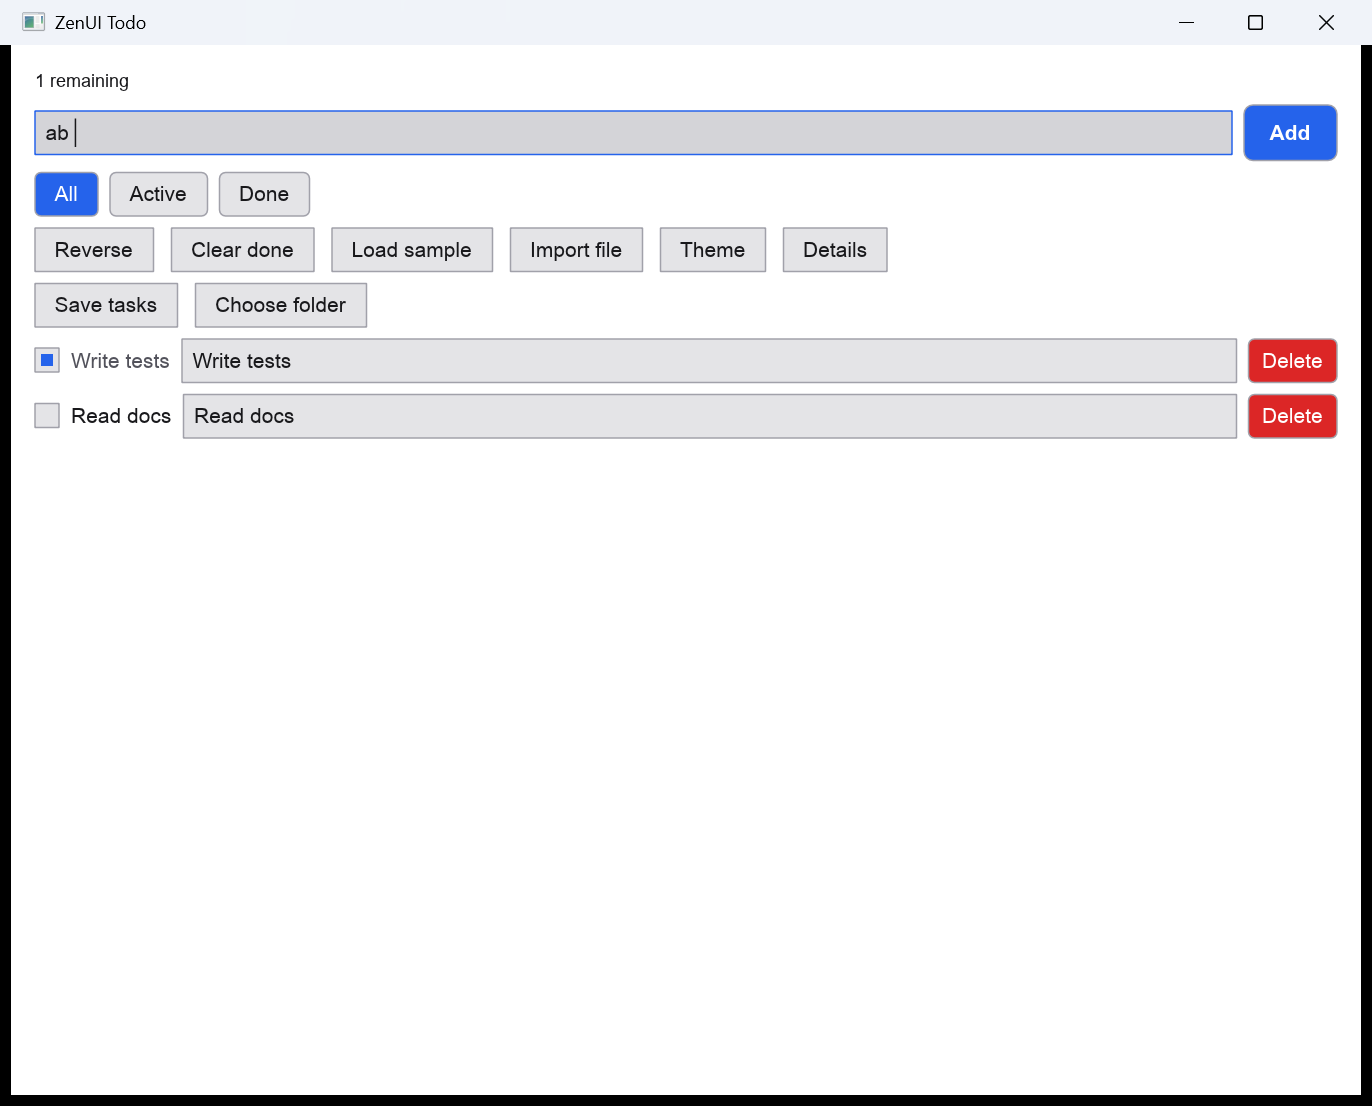 ZenUI Todo
1 remaining
ab
Add
All Active Done
Reverse Clear done Load sample Import file Theme Details
Save tasks Choose folder
Write tests Write tests Delete
Read docs Read docs Delete